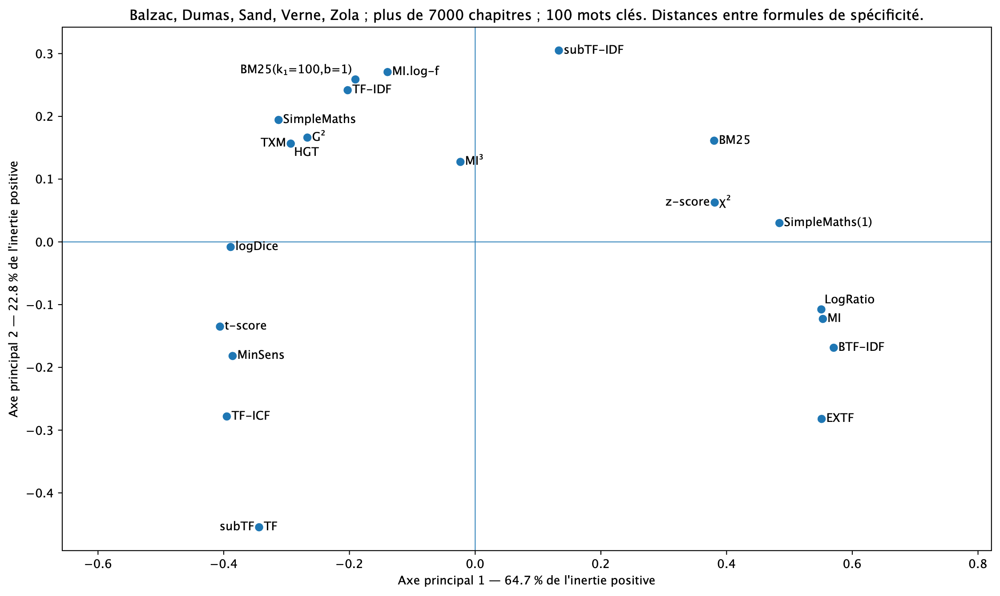 Balzac, Dumas, Sand, Verne, Zola ; plus de 7000 chapitres ; 100 mots clés. Distances entre formules de spécificité.
Axe principal 2 — 22.8 % de l'inertie positive
0.3
0.2
0.1
0.0
−0.1
−0.2
−0.3
−0.4
subTF−IDF
BM25(k₁=100,b=1)
MI.log−f
TF−IDF
SimpleMaths
G²
TXM
HGT
BM25
MI³
z−score
χ²
SimpleMaths(1)
logDice
LogRatio
MI
t−score
BTF−IDF
MinSens
TF−ICF
EXTF
subTF
TF
−0.6
−0.4
−0.2
0.0
0.2
0.4
0.6
0.8
Axe principal 1 — 64.7 % de l'inertie positive